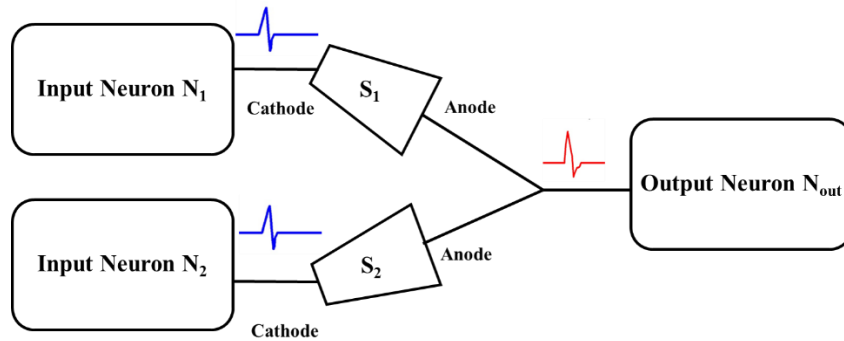 Input Neuron N₁
Cathode
S₁
Anode
Output Neuron Nₒᵤₜ
Input Neuron N₂
S₂
Anode
Cathode